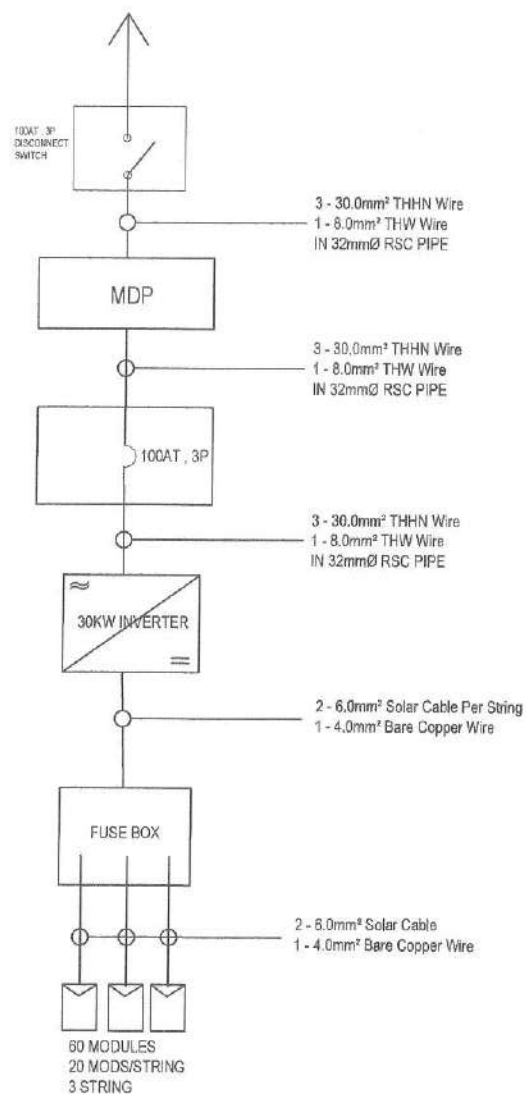 100AT , 3P
DISCONNECT
SWITCH
3 - 30.0mm² THHN Wire
1 - 8.0mm² THW Wire
IN 32mmØ RSC PIPE
MDP
3 - 30,0mm² THHN Wire
1 - 8.0mm² THW Wire
IN 32mmØ RSC PIPE
100AT , 3P
3 - 30.0mm² THHN Wire
1 - 8.0mm² THW Wire
IN 32mmØ RSC PIPE
30KW INVERTER
2 - 6.0mm² Solar Cable Per String
1 - 4.0mm² Bare Copper Wire
FUSE BOX
2 - 6.0mm² Solar Cable
1 - 4.0mm² Bare Copper Wire
60 MODULES
20 MODS/STRING
3 STRING